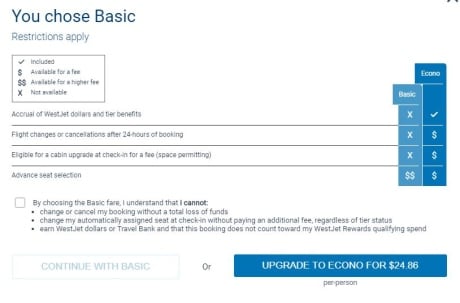 You chose Basic
Restrictions apply
✓ Included
$ Available for a fee
$$ Available for a higher fee
X Not available
Econo
Basic
Accrual of WestJet dollars and tier benefits X ✓
Flight changes or cancellations after 24-hours of booking X $
Eligible for a cabin upgrade at check-in for a fee (space permitting) X $
Advance seat selection $$ $
By choosing the Basic fare, I understand that I cannot:
• change or cancel my booking without a total loss of funds
• change my automatically assigned seat at check-in without paying an additional fee, regardless of tier status
• earn WestJet dollars or Travel Bank and that this booking does not count toward my WestJet Rewards qualifying spend
CONTINUE WITH BASIC Or UPGRADE TO ECONO FOR $24.86
per-person